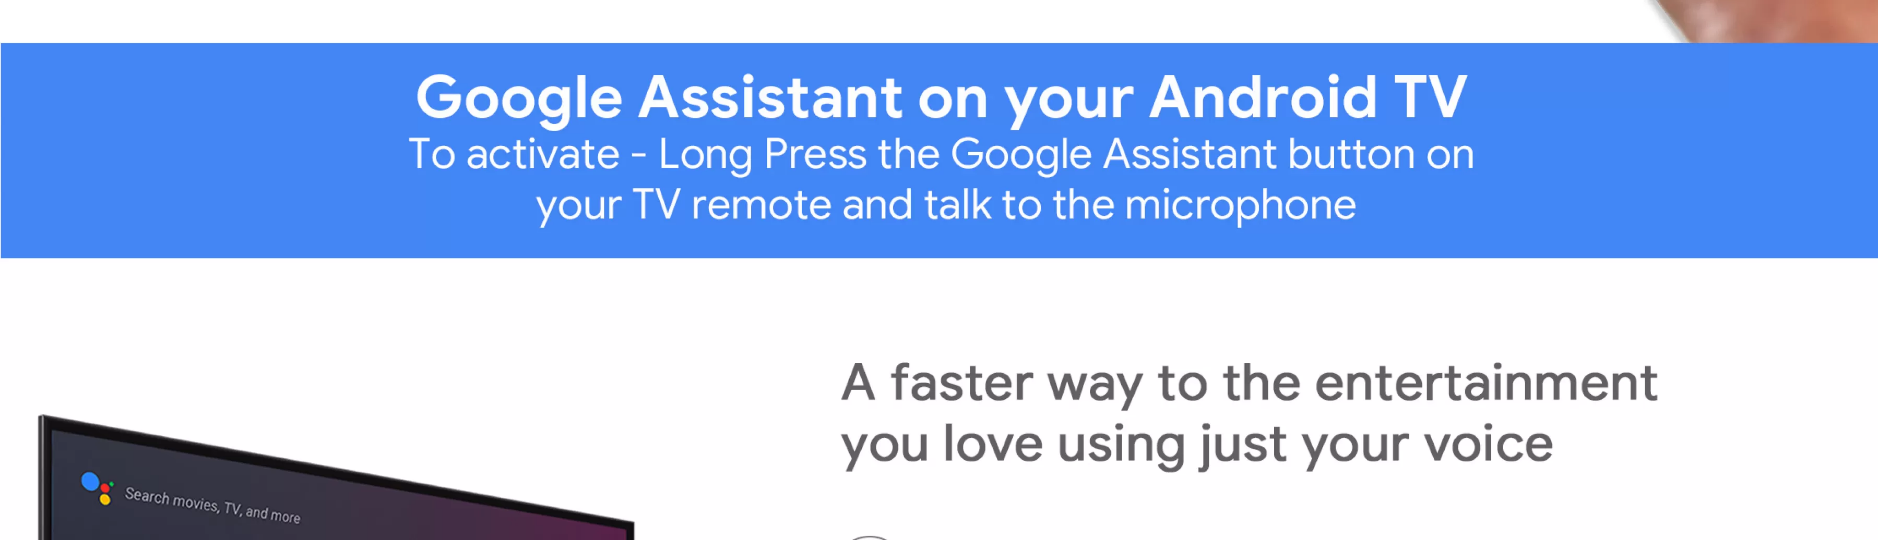 Google Assistant on your Android TV
To activate - Long Press the Google Assistant button on
your TV remote and talk to the microphone
A faster way to the entertainment
you love using just your voice
Search movies, TV, and more